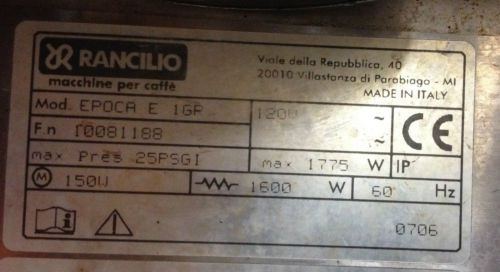 RANCILIO
macchine per caffè
Viale della Repubblica, 40
20010 Villastanza di Parabiago - MI
MADE IN ITALY
Mod. EPOCA E 1GR
120V ~
~
CE
F.n 10081188
max Pres 25PSGI
max 1775 W
IP
M 150W
1600 W
60 Hz
i
0706